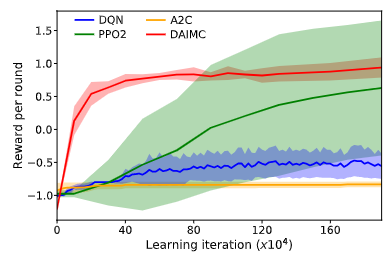 DQN
PPO2
A2C
DAIMC
Reward per round
1.5
1.0
0.5
0.0
−0.5
−1.0
0 40 80 120 160
Learning iteration (x10⁴)